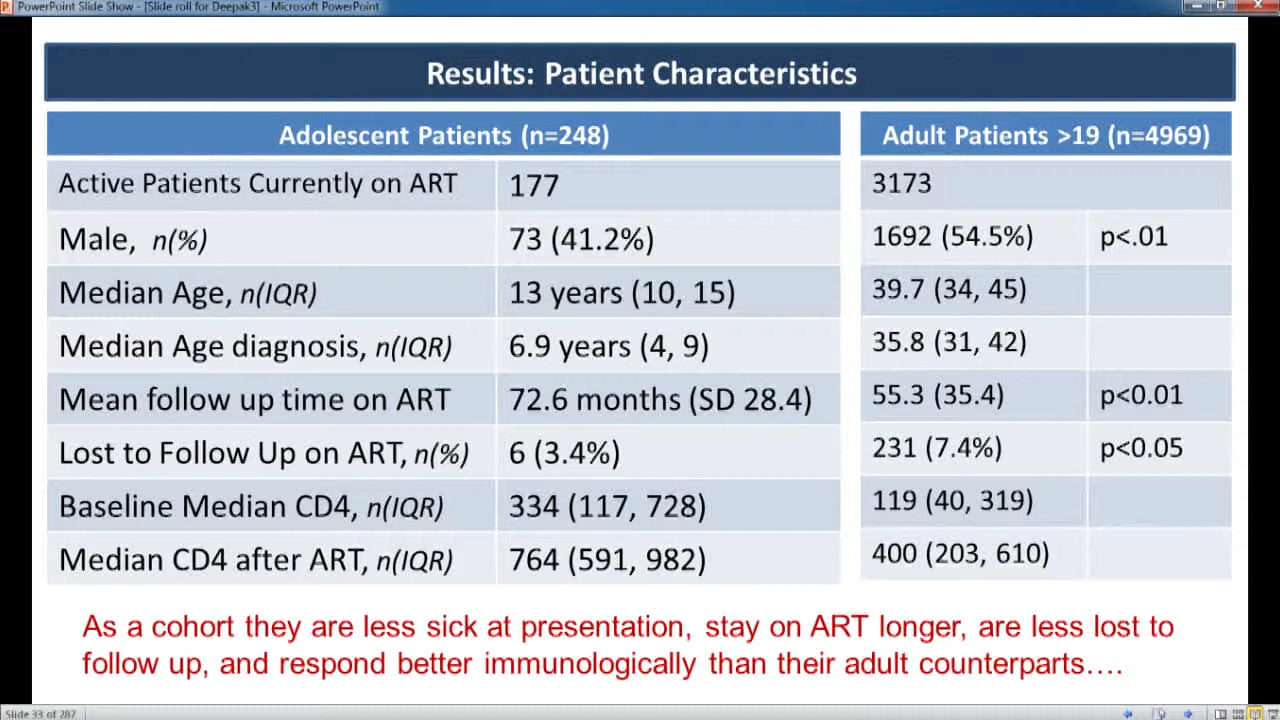 PowerPoint Slide Show - [Slide roll for Deepak3] - Microsoft PowerPoint
Results: Patient Characteristics
Adolescent Patients (n=248)
Active Patients Currently on ART 177
Male, n(%) 73 (41.2%)
Median Age, n(IQR) 13 years (10, 15)
Median Age diagnosis, n(IQR) 6.9 years (4, 9)
Mean follow up time on ART 72.6 months (SD 28.4)
Lost to Follow Up on ART, n(%) 6 (3.4%)
Baseline Median CD4, n(IQR) 334 (117, 728)
Median CD4 after ART, n(IQR) 764 (591, 982)
Adult Patients >19 (n=4969)
3173
1692 (54.5%) p<.01
39.7 (34, 45)
35.8 (31, 42)
55.3 (35.4) p<0.01
231 (7.4%) p<0.05
119 (40, 319)
400 (203, 610)
As a cohort they are less sick at presentation, stay on ART longer, are less lost to
follow up, and respond better immunologically than their adult counterparts….
Slide 33 of 287